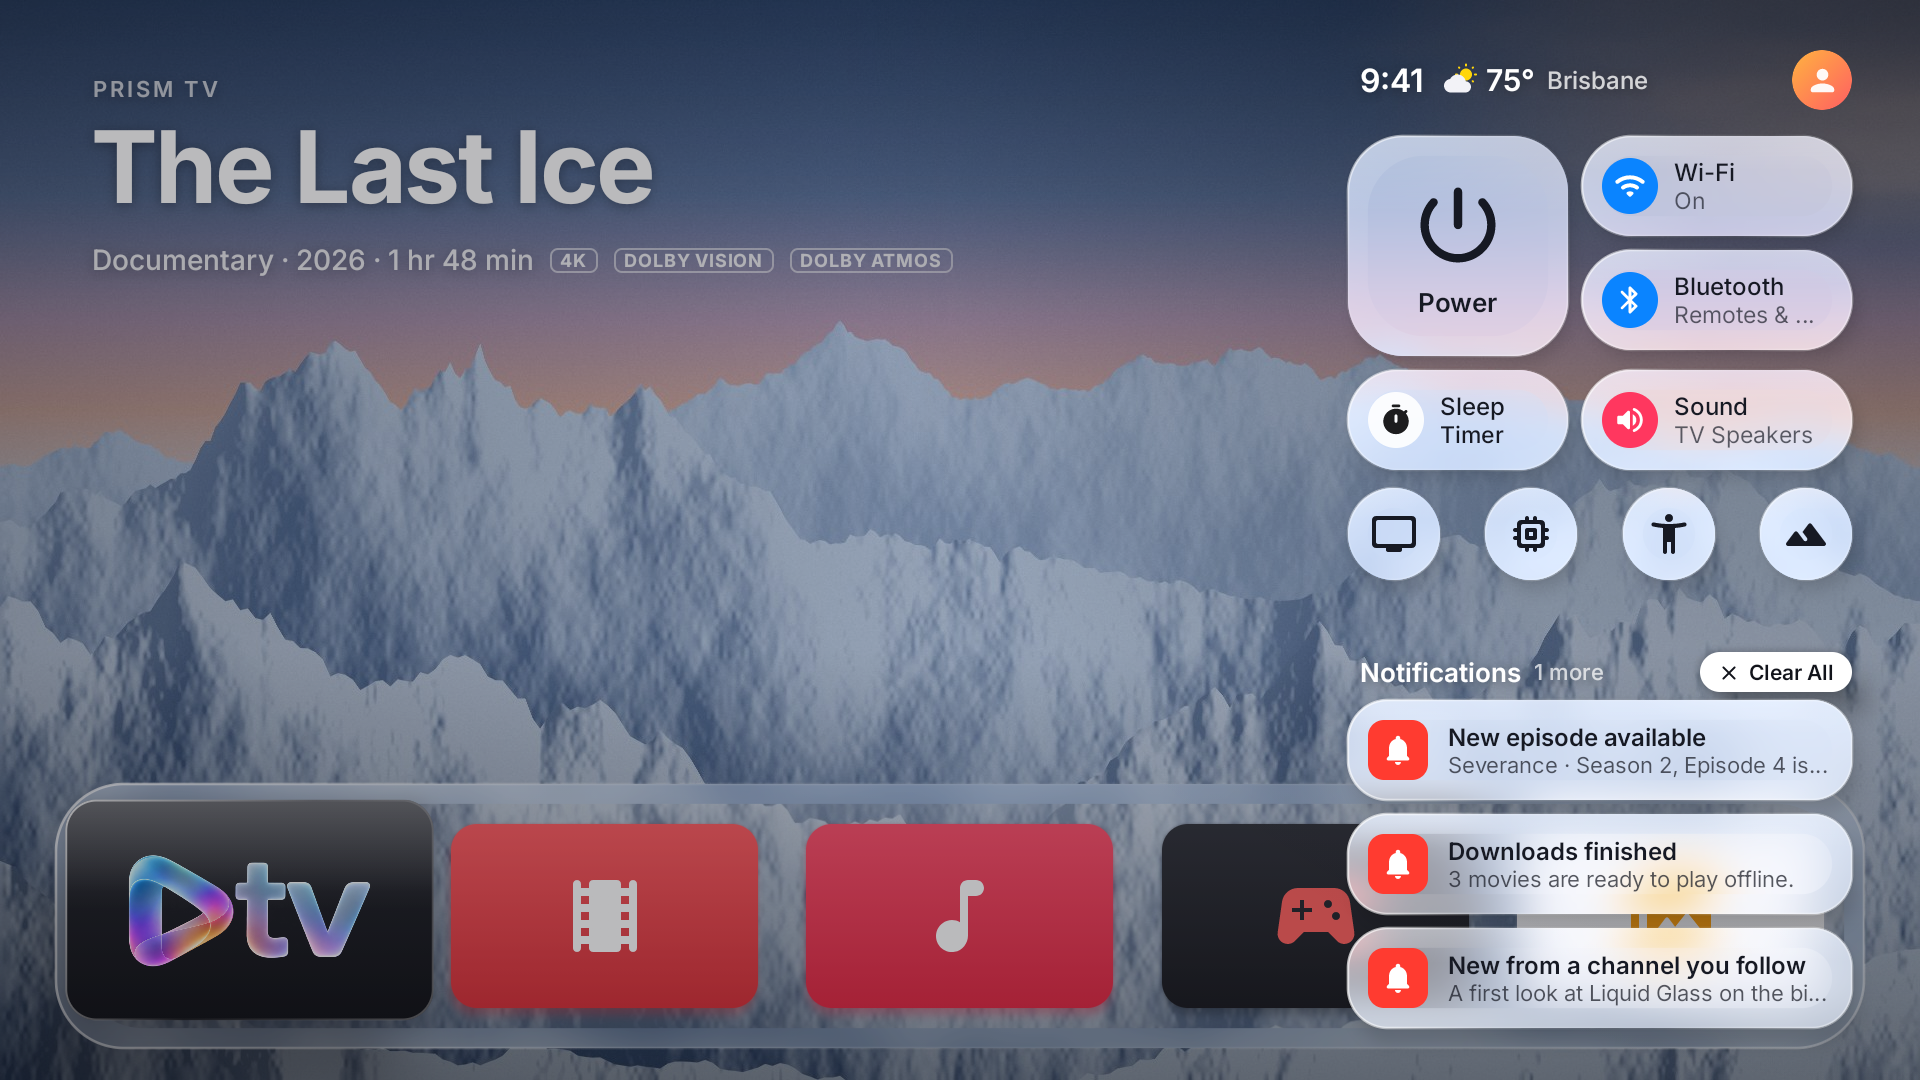 PRISM TV
The Last Ice
Documentary · 2026 · 1 hr 48 min 4K DOLBY VISION DOLBY ATMOS
9:41 75° Brisbane
Power
Wi-Fi
On
Bluetooth
Remotes & ...
Sleep
Timer
Sound
TV Speakers
Notifications 1 more Clear All
New episode available
Severance · Season 2, Episode 4 is...
Downloads finished
3 movies are ready to play offline.
New from a channel you follow
A first look at Liquid Glass on the bi...
tv